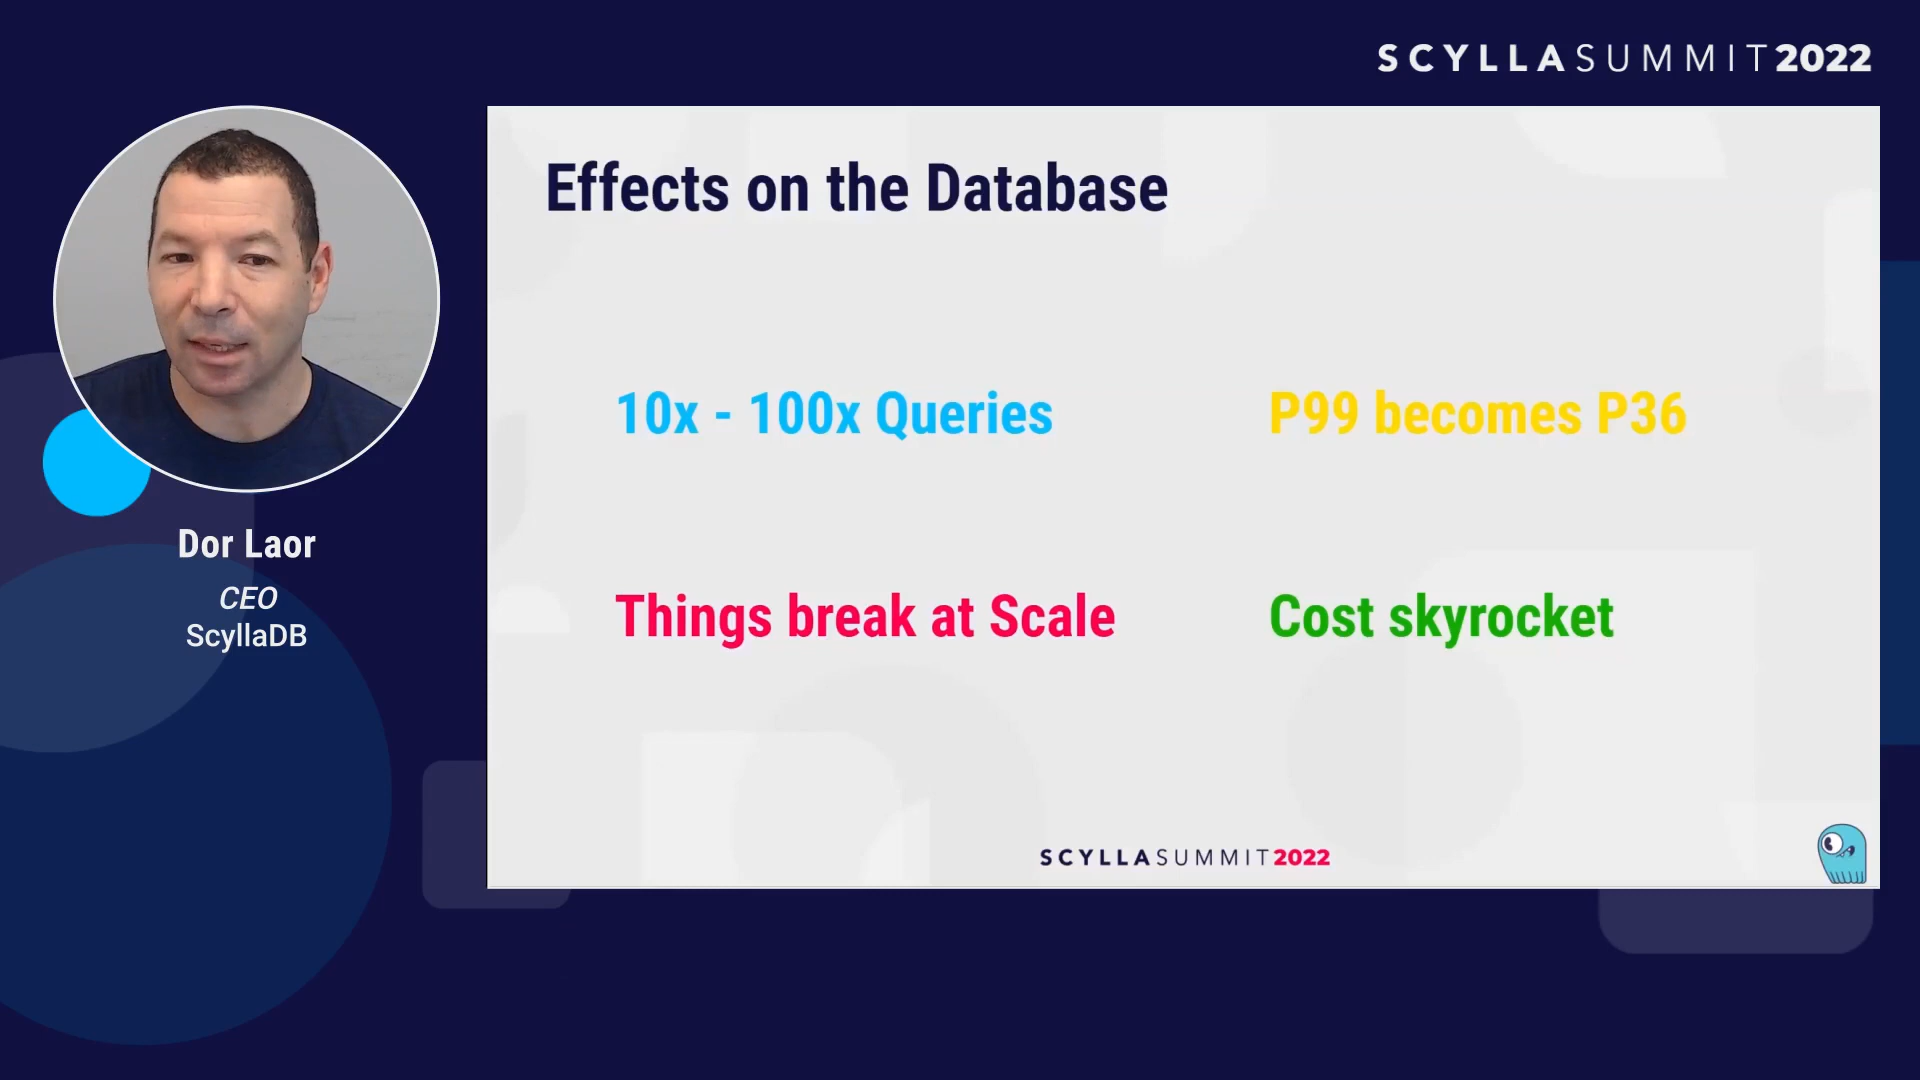 SCYLLASUMMIT2022
Effects on the Database
10x - 100x Queries
P99 becomes P36
Things break at Scale
Cost skyrocket
SCYLLASUMMIT2022
Dor Laor
CEO
ScyllaDB